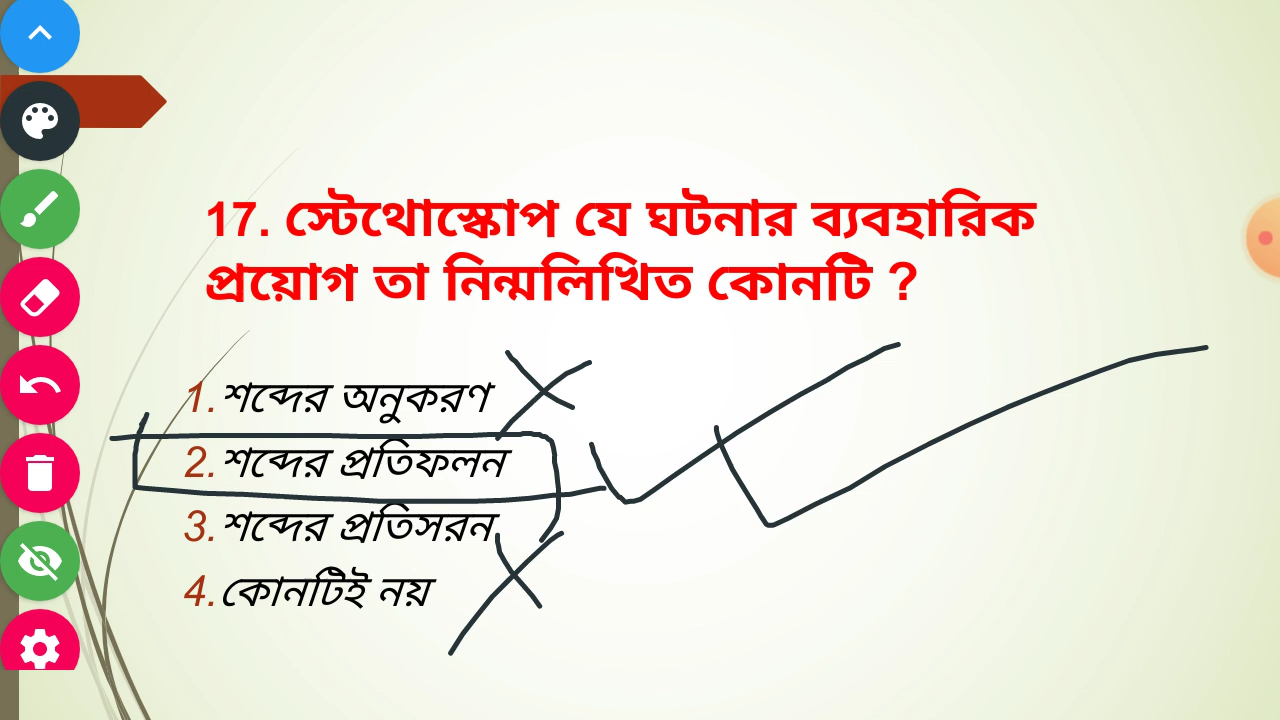 17. স্টেথোস্কোপ যে ঘটনার ব্যবহারিক
প্রয়োগ তা নিন্মলিখিত কোনটি ?
1. শব্দের অনুকরণ
2. শব্দের প্রতিফলন
3. শব্দের প্রতিসরন
4. কোনটিই নয়